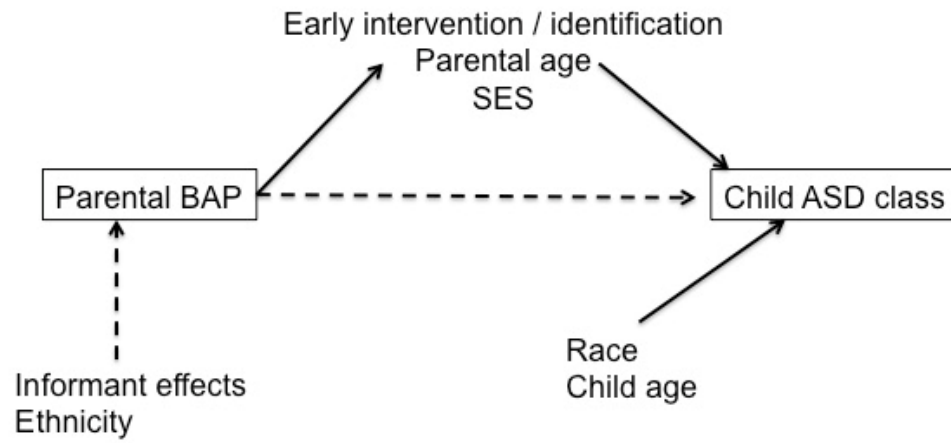 Early intervention / identification
Parental age
SES
Parental BAP
Child ASD class
Race
Child age
Informant effects
Ethnicity